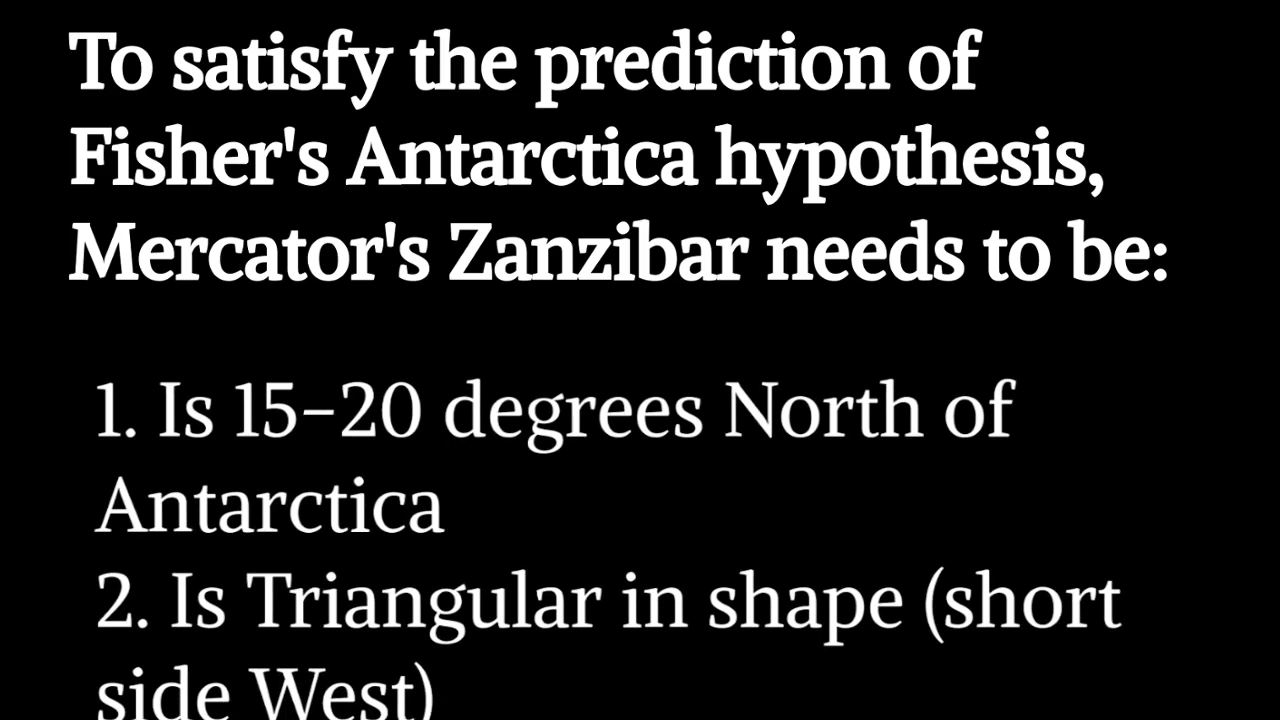 To satisfy the prediction of
Fisher's Antarctica hypothesis,
Mercator's Zanzibar needs to be:
1. Is 15–20 degrees North of
Antarctica
2. Is Triangular in shape (short
side West)